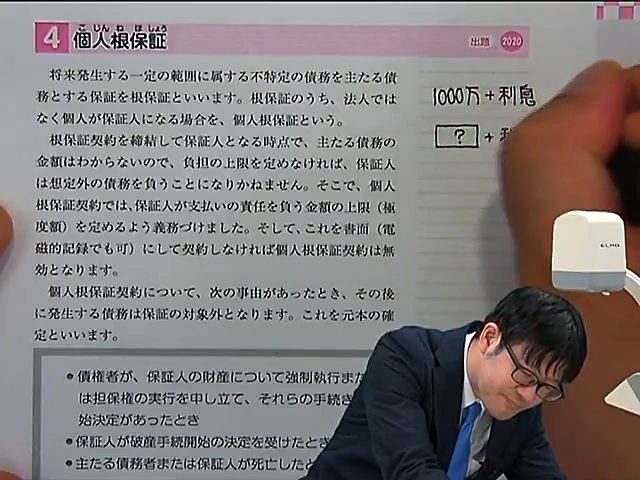 4 個人根保証
こじんねほしょう
出題 2020
将来発生する一定の範囲に属する不特定の債務を主たる債
務とする保証を根保証といいます。根保証のうち、法人では
なく個人が保証人になる場合を、個人根保証という。
根保証契約を締結して保証人となる時点で、主たる債務の
金額はわからないので、負担の上限を定めなければ、保証人
は想定外の債務を負うことになりかねません。そこで、個人
根保証契約では、保証人が支払いの責任を負う金額の上限（極
度額）を定めるよう義務づけました。そして、これを書面（電
磁的記録でも可）にして契約しなければ個人根保証契約は無
効となります。
個人根保証契約について、次の事由があったとき、その後
に発生する債務は保証の対象外となります。これを元本の確
定といいます。
●債権者が、保証人の財産について強制執行また
は担保権の実行を申し立て、それらの手続き
始決定があったとき
●保証人が破産手続開始の決定を受けたとき
●主たる債務者または保証人が死亡したと
1000万＋利息
？ ＋
ELMO